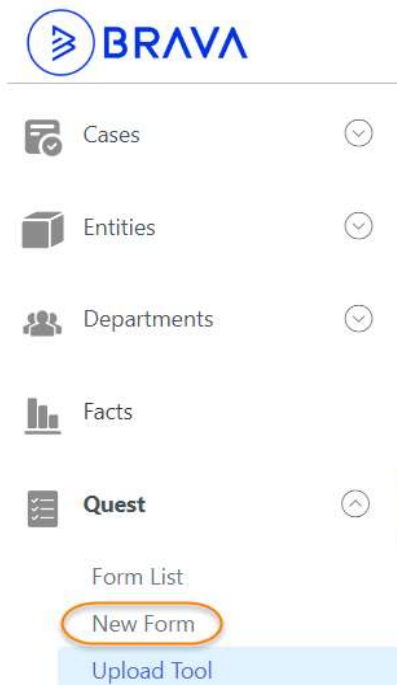 BRAVA
Cases
Entities
Departments
Facts
Quest
Form List
New Form
Upload Tool